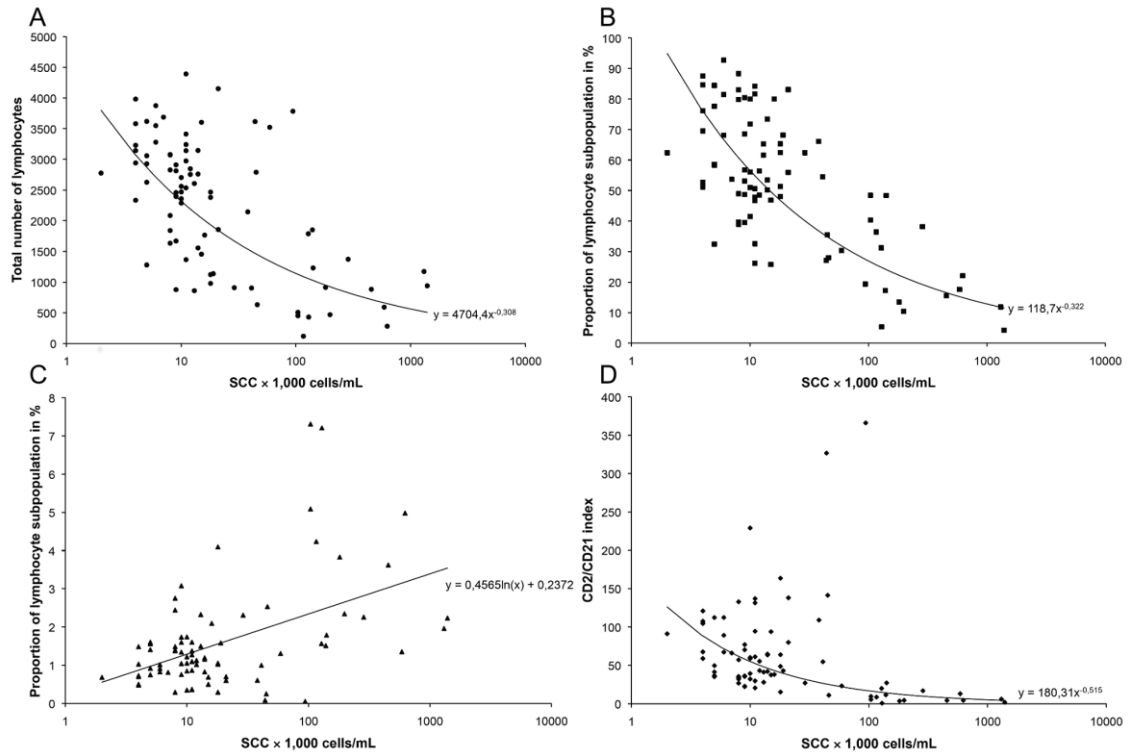 A
Total number of lymphocytes
5000
4500
4000
3500
3000
2500
2000
1500
1000
500
0
y = 4704,4x-0,308
1 10 100 1000 10000
SCC × 1,000 cells/mL
B
Proportion of lymphocyte subpopulation in %
100
90
80
70
60
50
40
30
20
10
0
y = 118,7x-0,322
1 10 100 1000 10000
SCC × 1,000 cells/mL
C
Proportion of lymphocyte subpopulation in %
8
7
6
5
4
3
2
1
0
y = 0,4565ln(x) + 0,2372
1 10 100 1000 10000
SCC × 1,000 cells/mL
D
CD2/CD21 index
400
350
300
250
200
150
100
50
0
y = 180,31x-0,515
1 10 100 1000 10000
SCC × 1,000 cells/mL